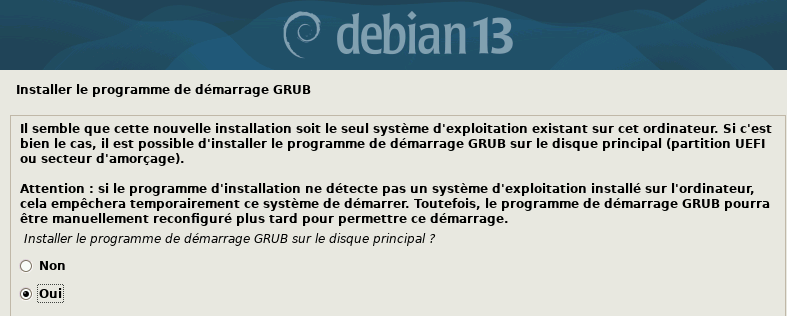 debian 13
Installer le programme de démarrage GRUB
Il semble que cette nouvelle installation soit le seul système d'exploitation existant sur cet ordinateur. Si c'est
bien le cas, il est possible d'installer le programme de démarrage GRUB sur le disque principal (partition UEFI
ou secteur d'amorçage).
Attention : si le programme d'installation ne détecte pas un système d'exploitation installé sur l'ordinateur,
cela empêchera temporairement ce système de démarrer. Toutefois, le programme de démarrage GRUB pourra
être manuellement reconfiguré plus tard pour permettre ce démarrage.
Installer le programme de démarrage GRUB sur le disque principal ?
Non
Oui